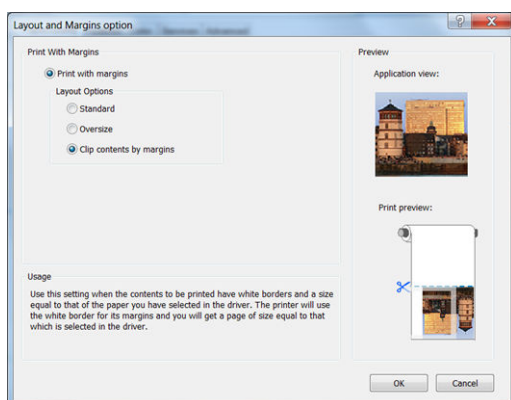 Layout and Margins option
Print With Margins
Print with margins
Layout Options
Standard
Oversize
Clip contents by margins
Usage
Use this setting when the contents to be printed have white borders and a size
equal to that of the paper you have selected in the driver. The printer will use
the white border for its margins and you will get a page of size equal to that
which is selected in the driver.
Preview
Application view:
Print preview:
OK
Cancel